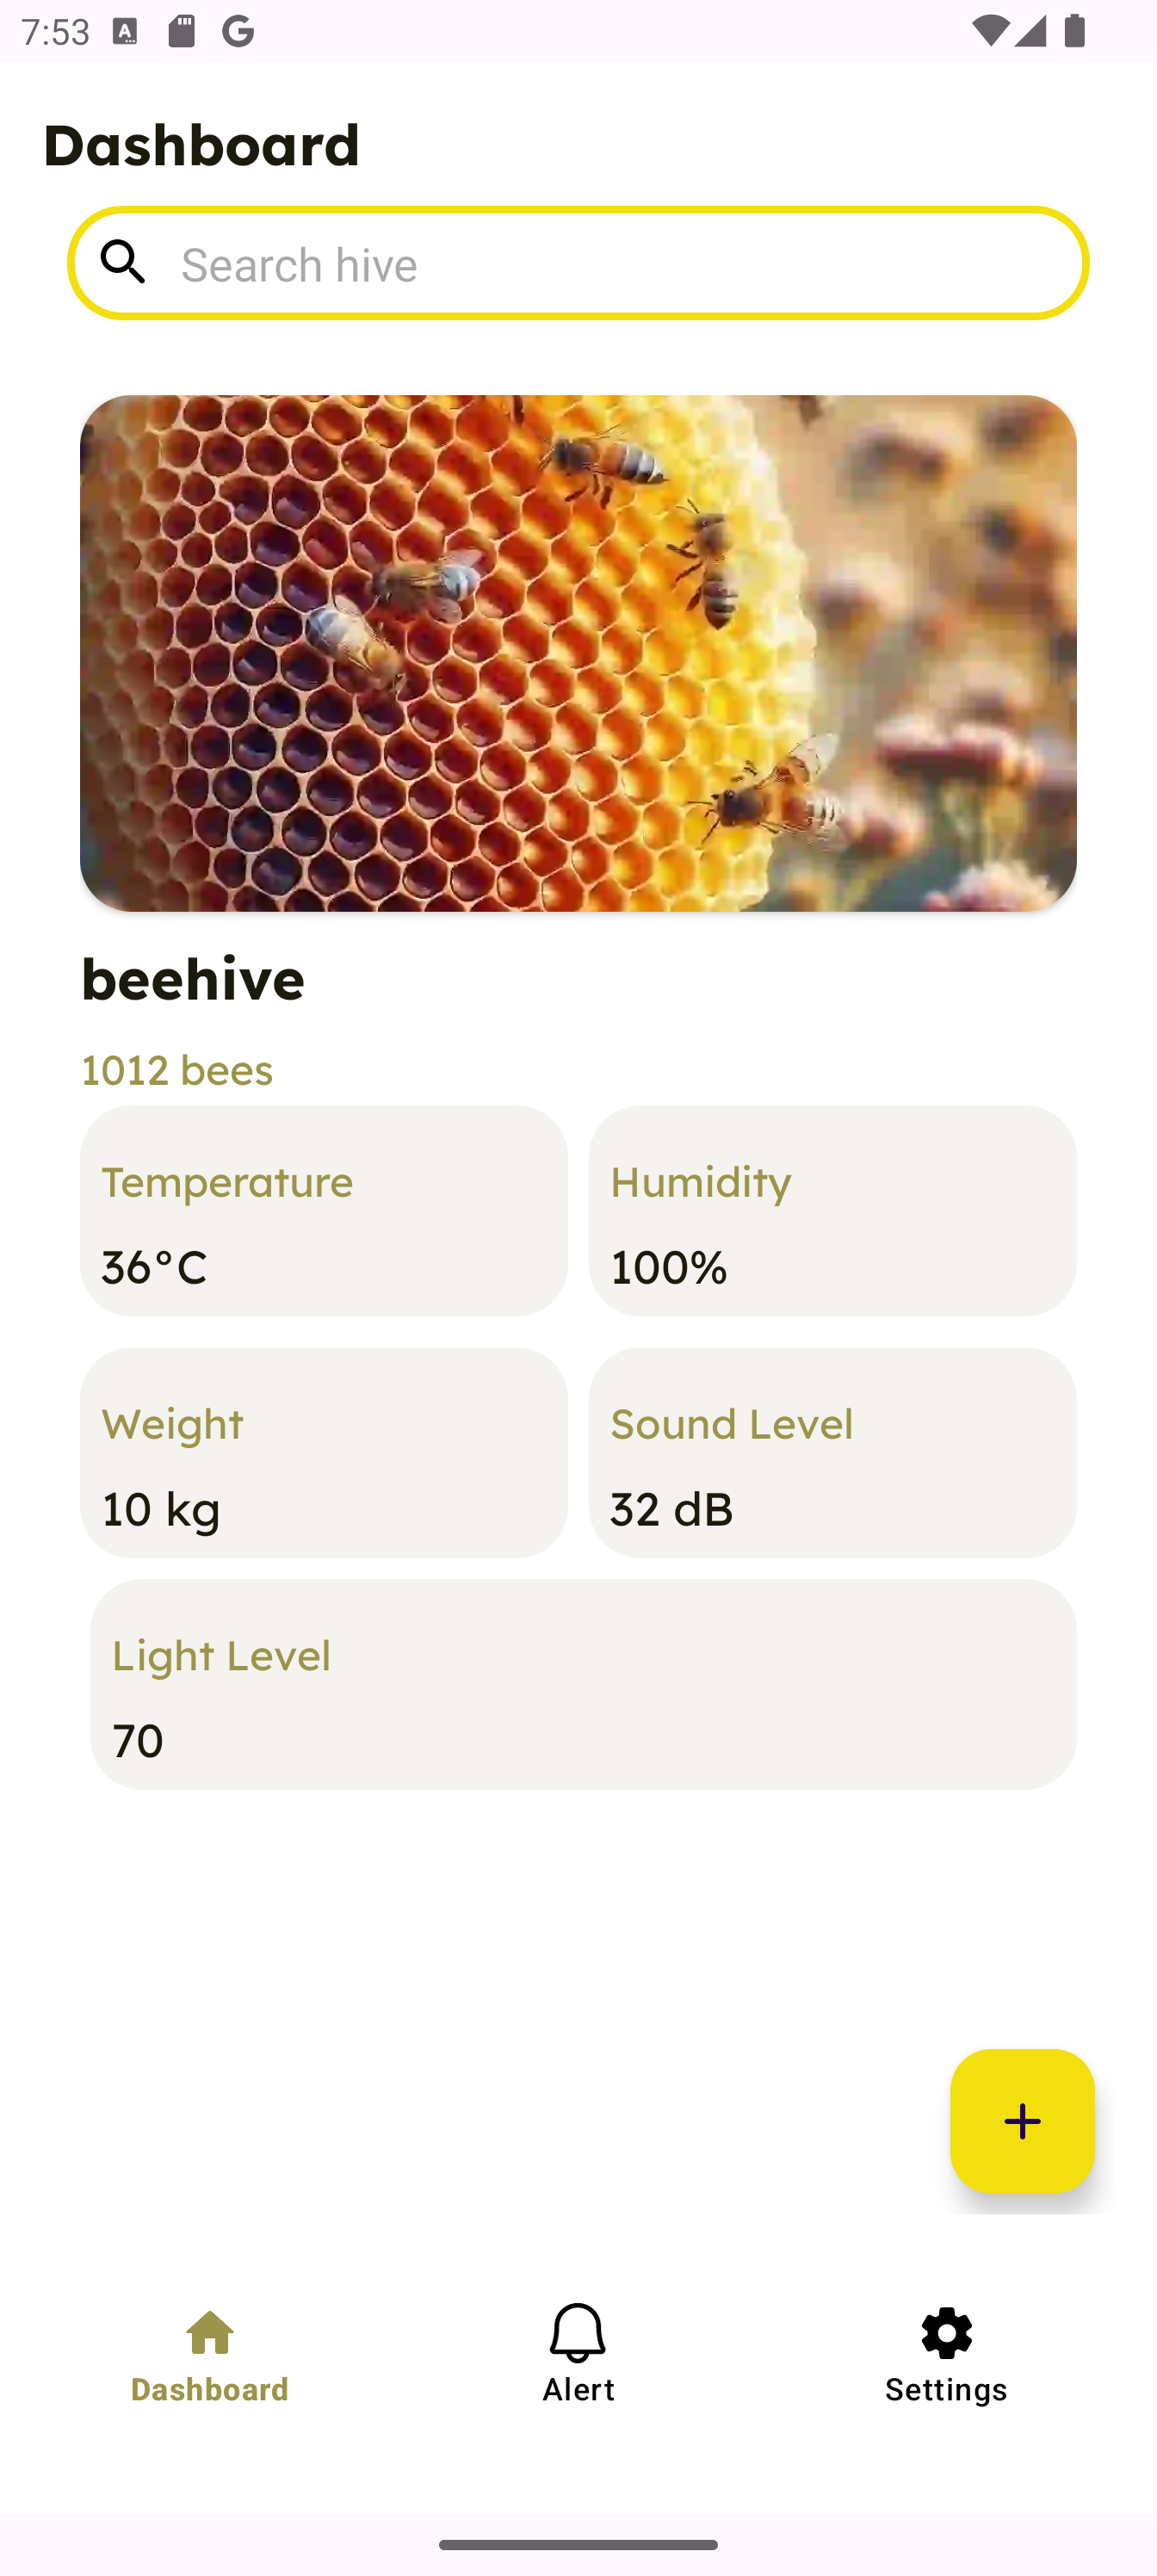 7:53
Dashboard
Search hive
beehive
1012 bees
Temperature
Humidity
36°C
100%
Weight
Sound Level
10 kg
32 dB
Light Level
70
Dashboard
Alert
Settings